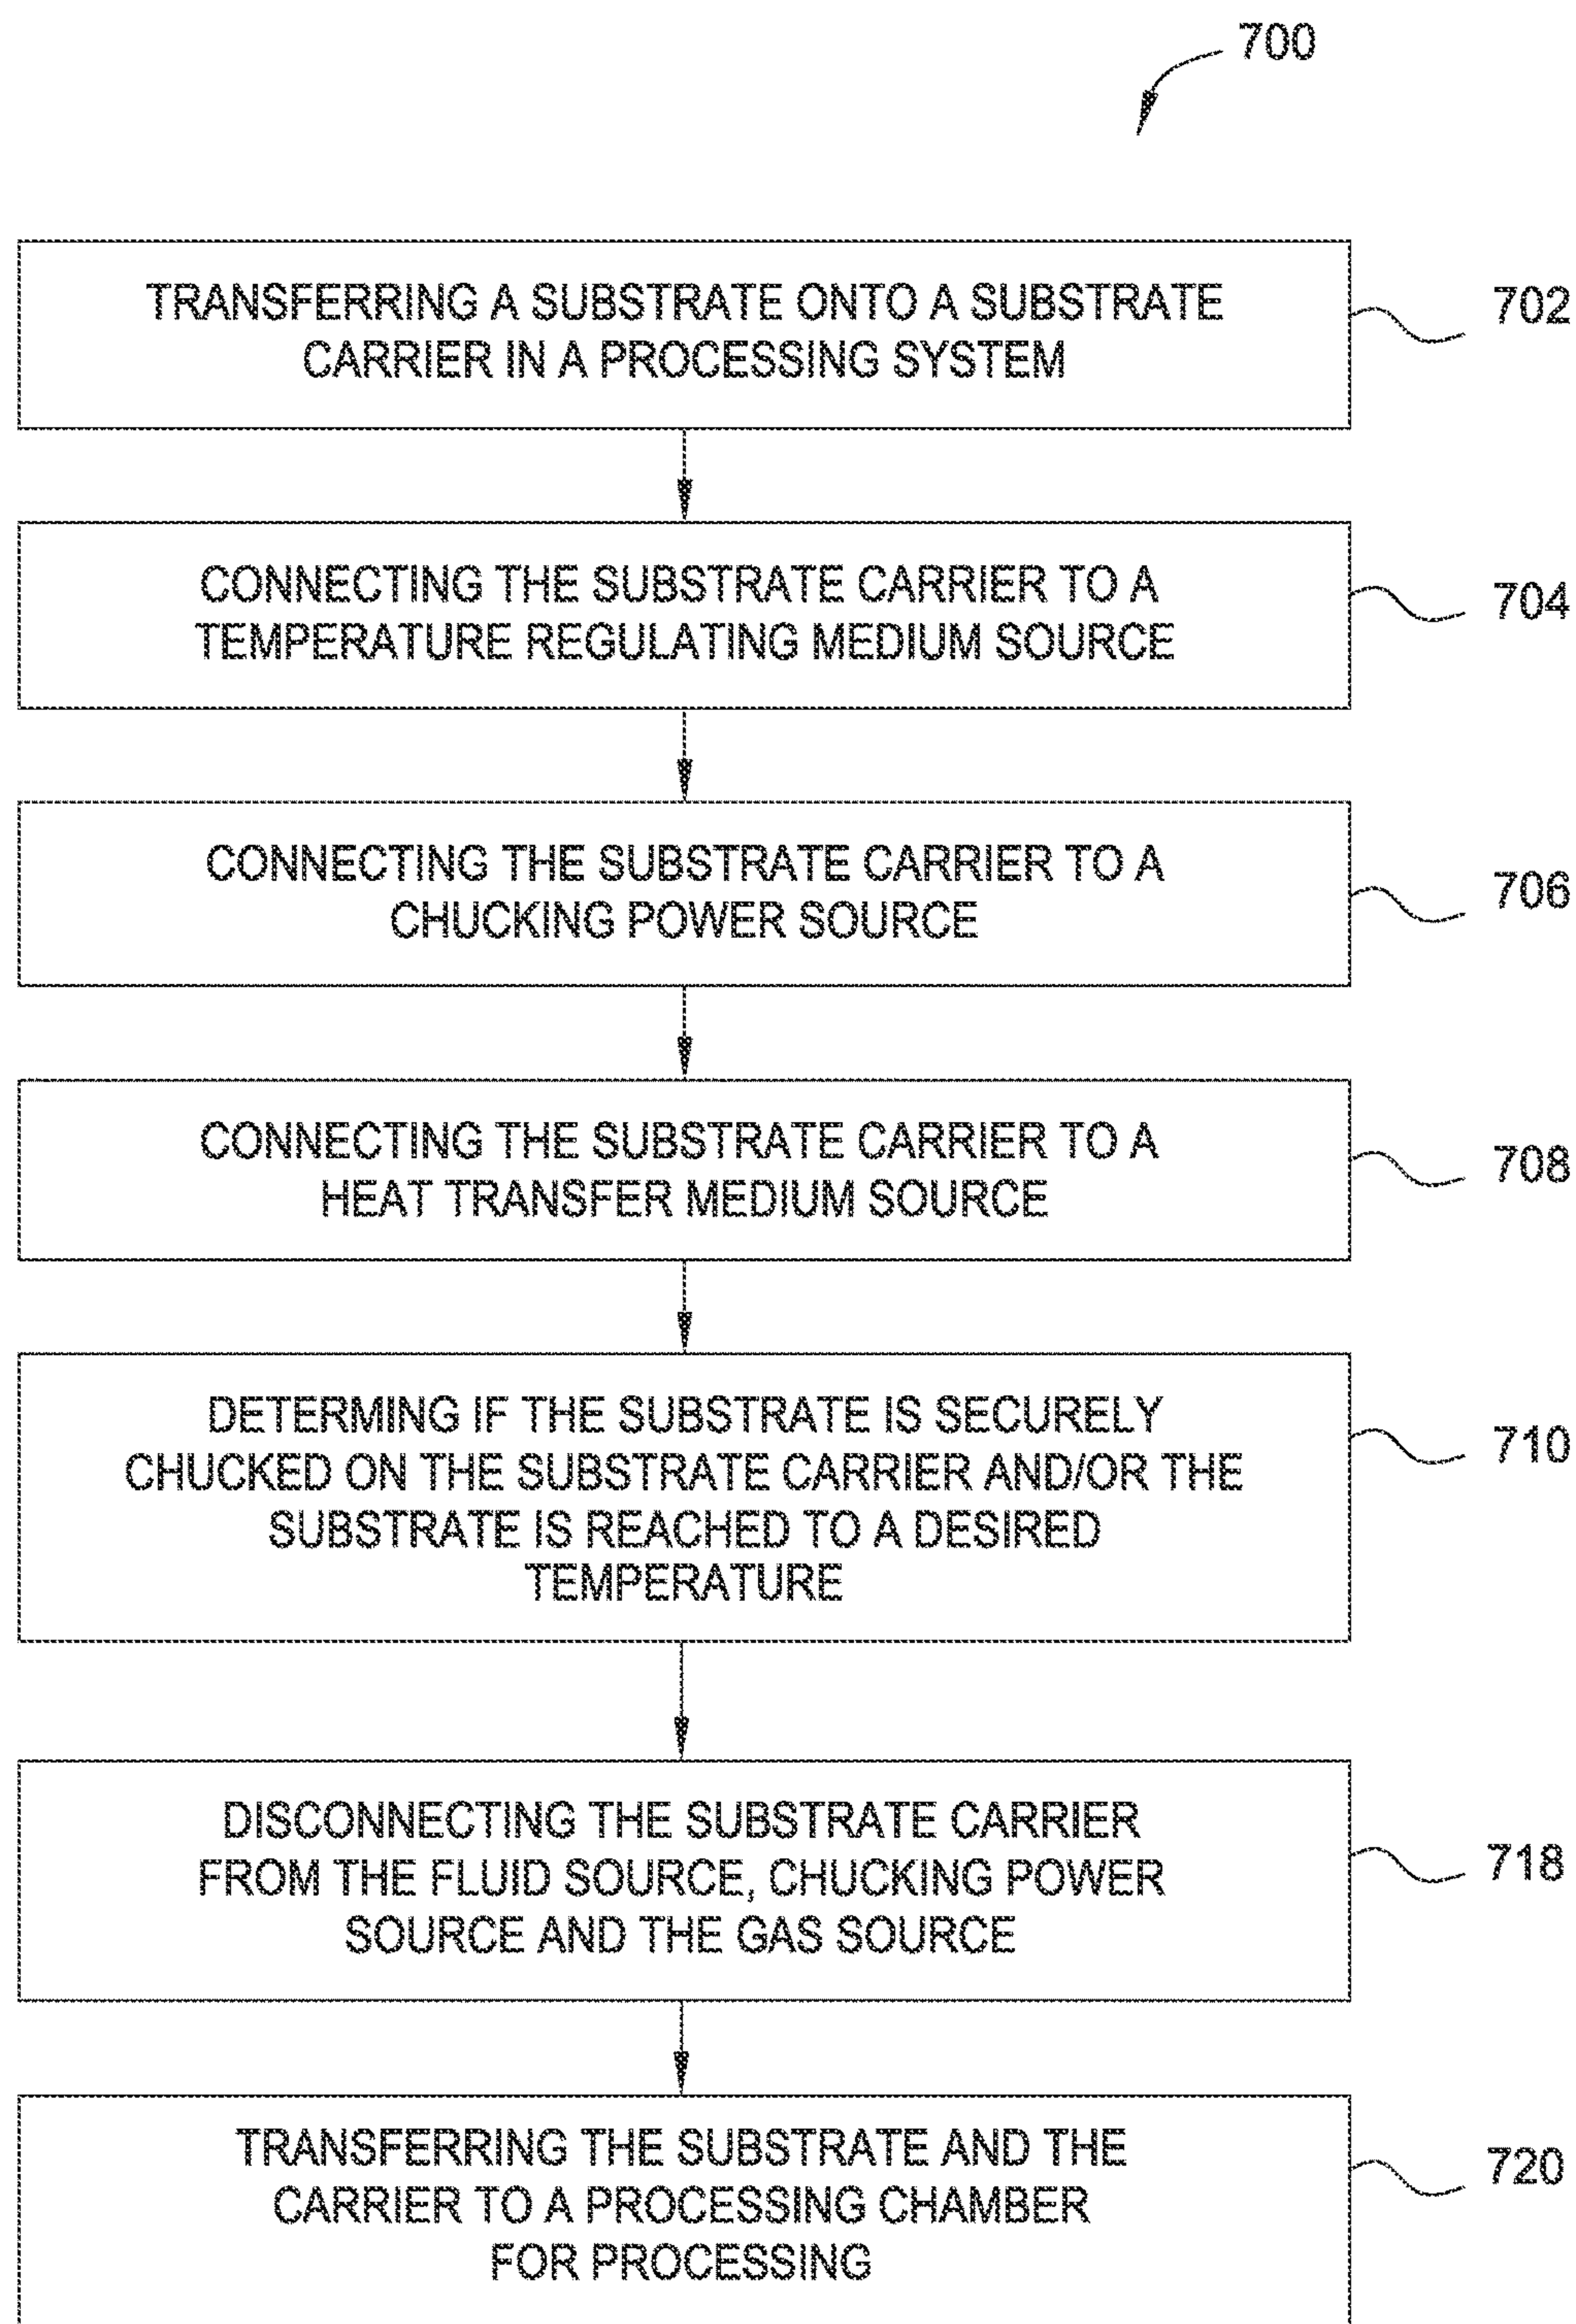 700
TRANSFERRING A SUBSTRATE ONTO A SUBSTRATE
CARRIER IN A PROCESSING SYSTEM
702
CONNECTING THE SUBSTRATE CARRIER TO A
TEMPERATURE REGULATING MEDIUM SOURCE
704
CONNECTING THE SUBSTRATE CARRIER TO A
CHUCKING POWER SOURCE
706
CONNECTING THE SUBSTRATE CARRIER TO A
HEAT TRANSFER MEDIUM SOURCE
708
DETERMING IF THE SUBSTRATE IS SECURELY
CHUCKED ON THE SUBSTRATE CARRIER AND/OR THE
SUBSTRATE IS REACHED TO A DESIRED
TEMPERATURE
710
DISCONNECTING THE SUBSTRATE CARRIER
FROM THE FLUID SOURCE, CHUCKING POWER
SOURCE AND THE GAS SOURCE
718
TRANSFERRING THE SUBSTRATE AND THE
CARRIER TO A PROCESSING CHAMBER
FOR PROCESSING
720